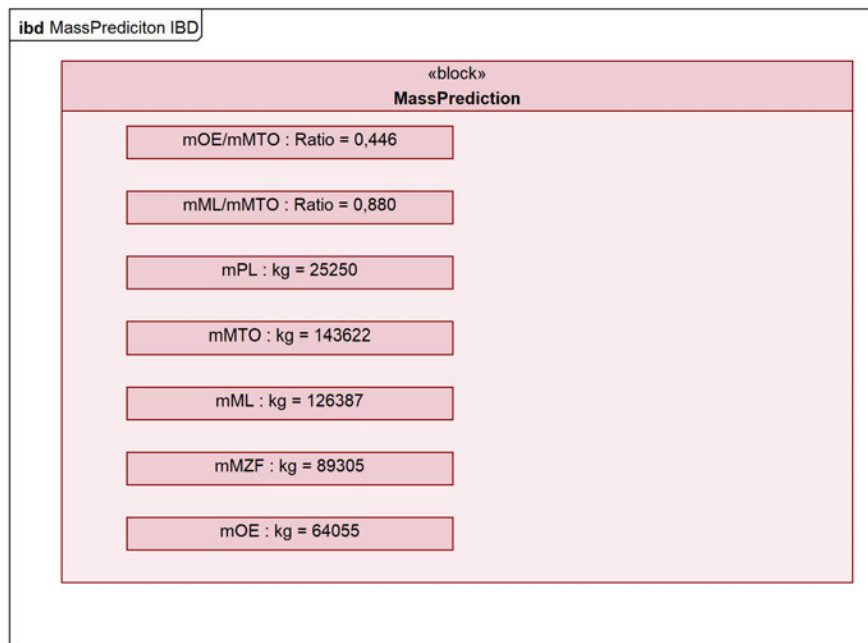 ibd MassPrediciton IBD
«block»
MassPrediction
mOE/mMTO : Ratio = 0,446
mML/mMTO : Ratio = 0,880
mPL : kg = 25250
mMTO : kg = 143622
mML : kg = 126387
mMZF : kg = 89305
mOE : kg = 64055